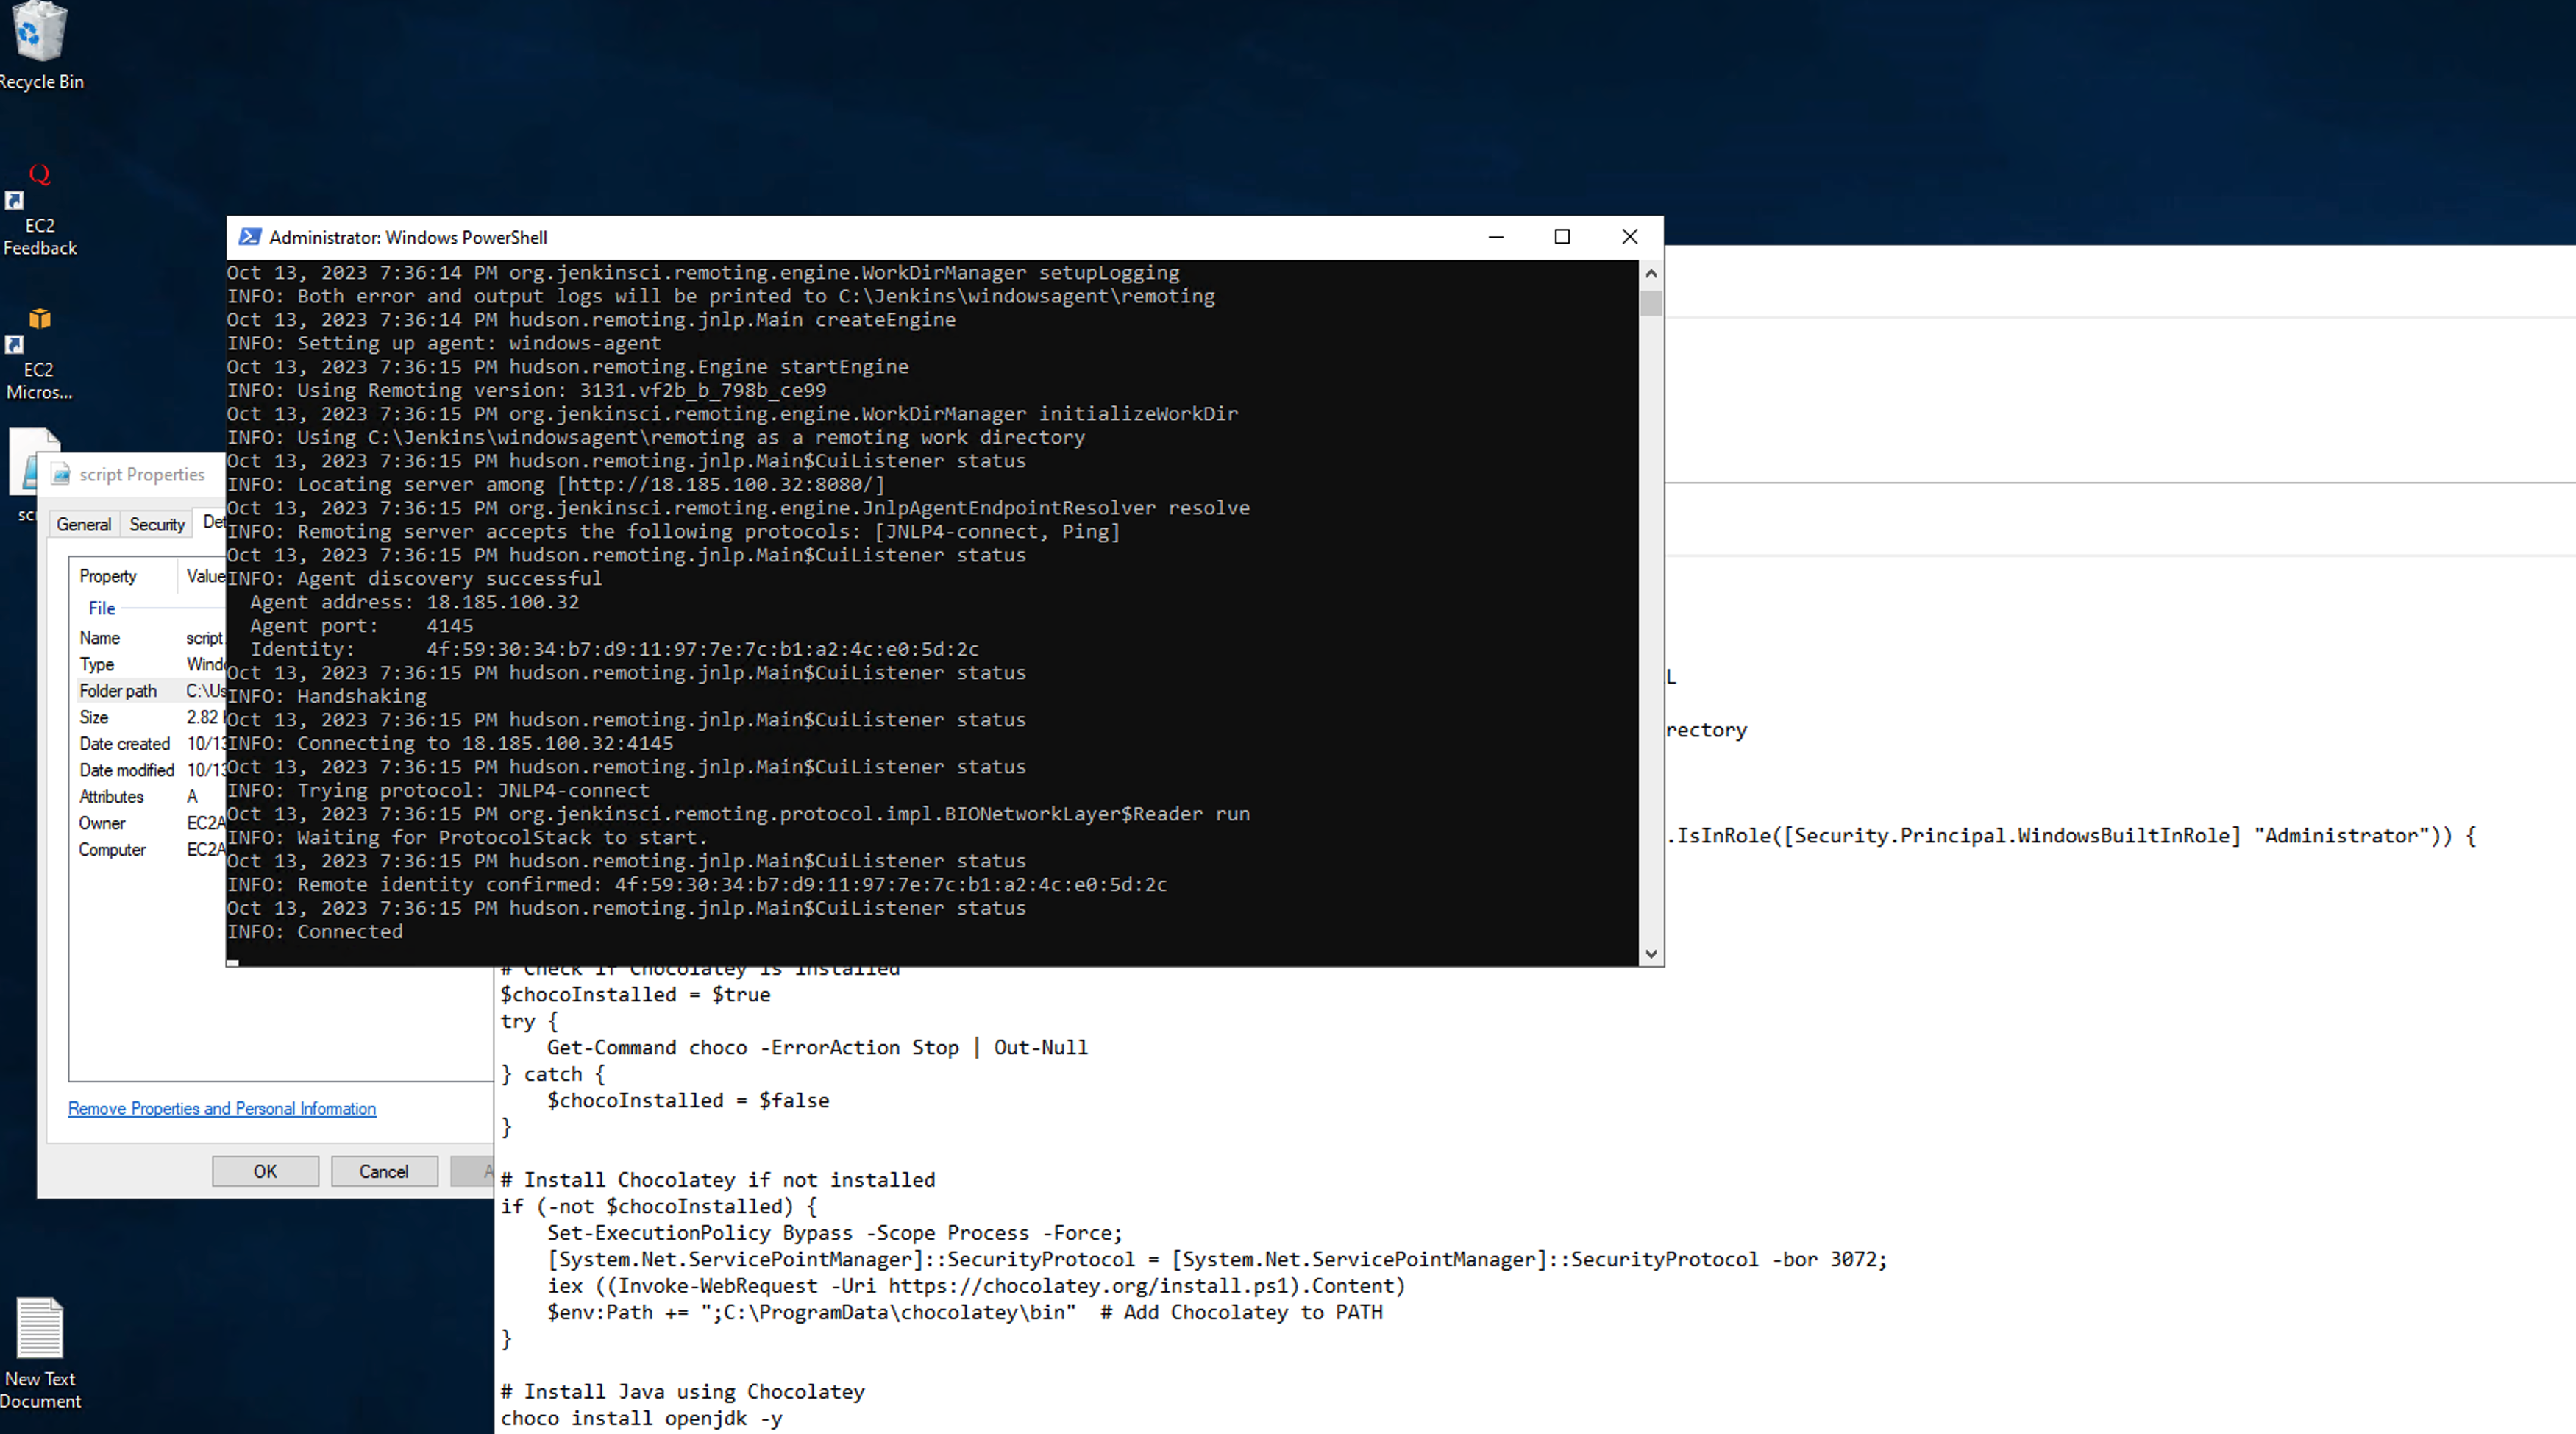 Recycle Bin
EC2
Feedback
EC2
Micros...
Administrator: Windows PowerShell
Oct 13, 2023 7:36:14 PM org.jenkinsci.remoting.engine.WorkDirManager setupLogging
INFO: Both error and output logs will be printed to C:\Jenkins\windowsagent\remoting
Oct 13, 2023 7:36:14 PM hudson.remoting.jnlp.Main createEngine
INFO: Setting up agent: windows-agent
Oct 13, 2023 7:36:15 PM hudson.remoting.Engine startEngine
INFO: Using Remoting version: 3131.vf2b_b_798b_ce99
Oct 13, 2023 7:36:15 PM org.jenkinsci.remoting.engine.WorkDirManager initializeWorkDir
INFO: Using C:\Jenkins\windowsagent\remoting as a remoting work directory
Oct 13, 2023 7:36:15 PM hudson.remoting.jnlp.Main$CuiListener status
INFO: Locating server among [http://18.185.100.32:8080/]
Oct 13, 2023 7:36:15 PM org.jenkinsci.remoting.engine.JnlpAgentEndpointResolver resolve
INFO: Remoting server accepts the following protocols: [JNLP4-connect, Ping]
Oct 13, 2023 7:36:15 PM hudson.remoting.jnlp.Main$CuiListener status
INFO: Agent discovery successful
Agent address: 18.185.100.32
Agent port: 4145
Identity: 4f:59:30:34:b7:d9:11:97:7e:7c:b1:a2:4c:e0:5d:2c
Oct 13, 2023 7:36:15 PM hudson.remoting.jnlp.Main$CuiListener status
INFO: Handshaking
Oct 13, 2023 7:36:15 PM hudson.remoting.jnlp.Main$CuiListener status
INFO: Connecting to 18.185.100.32:4145
Oct 13, 2023 7:36:15 PM hudson.remoting.jnlp.Main$CuiListener status
INFO: Trying protocol: JNLP4-connect
Oct 13, 2023 7:36:15 PM org.jenkinsci.remoting.protocol.impl.BIONetworkLayer$Reader run
INFO: Waiting for ProtocolStack to start.
Oct 13, 2023 7:36:15 PM hudson.remoting.jnlp.Main$CuiListener status
INFO: Remote identity confirmed: 4f:59:30:34:b7:d9:11:97:7e:7c:b1:a2:4c:e0:5d:2c
Oct 13, 2023 7:36:15 PM hudson.remoting.jnlp.Main$CuiListener status
INFO: Connected
script Properties
General Security Det
Property Value
File
Name script
Type Windo
Folder path C:\Us
Size 2.82
Date created 10/13
Date modified 10/13
Attributes A
Owner EC2A
Computer EC2A
Remove Properties and Personal Information
OK Cancel A
L
rectory
.IsInRole([Security.Principal.WindowsBuiltInRole] "Administrator")) {
# Check if Chocolatey is installed
$chocoInstalled = $true
try {
Get-Command choco -ErrorAction Stop | Out-Null
} catch {
$chocoInstalled = $false
}
# Install Chocolatey if not installed
if (-not $chocoInstalled) {
Set-ExecutionPolicy Bypass -Scope Process -Force;
[System.Net.ServicePointManager]::SecurityProtocol = [System.Net.ServicePointManager]::SecurityProtocol -bor 3072;
iex ((Invoke-WebRequest -Uri https://chocolatey.org/install.ps1).Content)
$env:Path += ";C:\ProgramData\chocolatey\bin" # Add Chocolatey to PATH
}
# Install Java using Chocolatey
choco install openjdk -y
New Text
Document